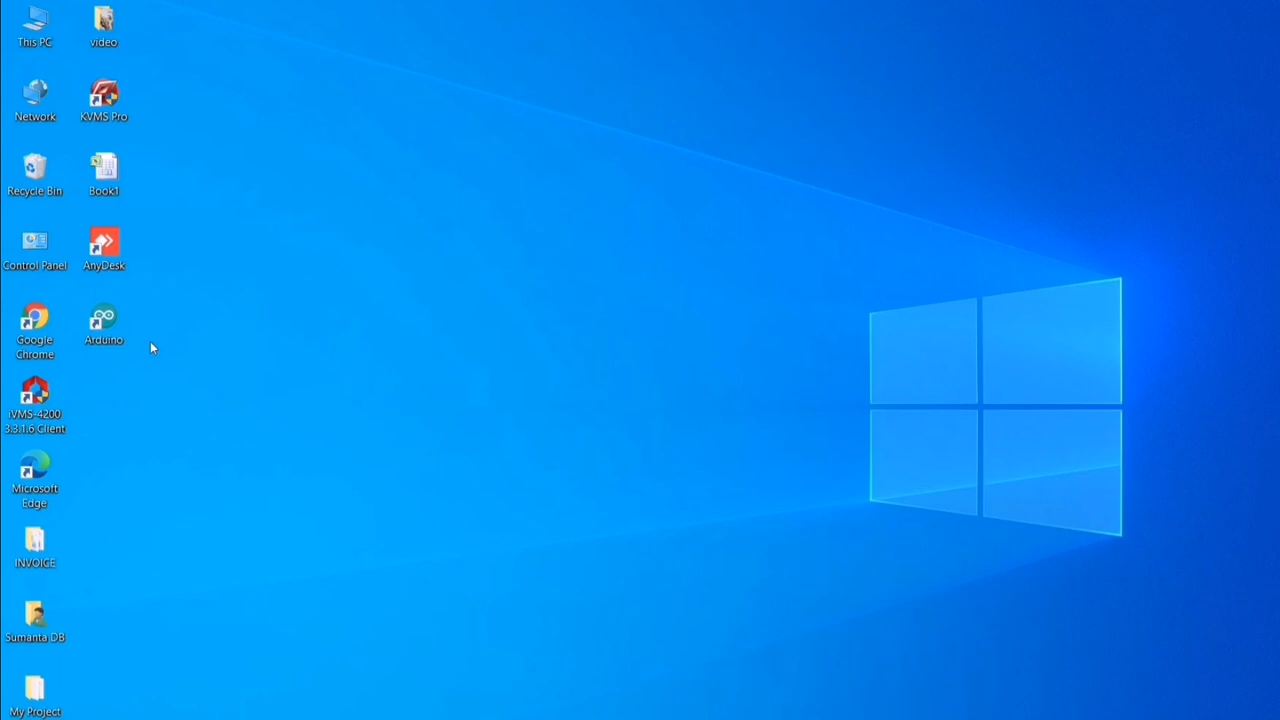 This PC
video
Network
KVMS Pro
Recycle Bin
Book1
Control Panel
AnyDesk
Google
Chrome
Arduino
iVMS-4200
3.3.1.6 Client
Microsoft
Edge
INVOICE
Sumanta DB
My Project